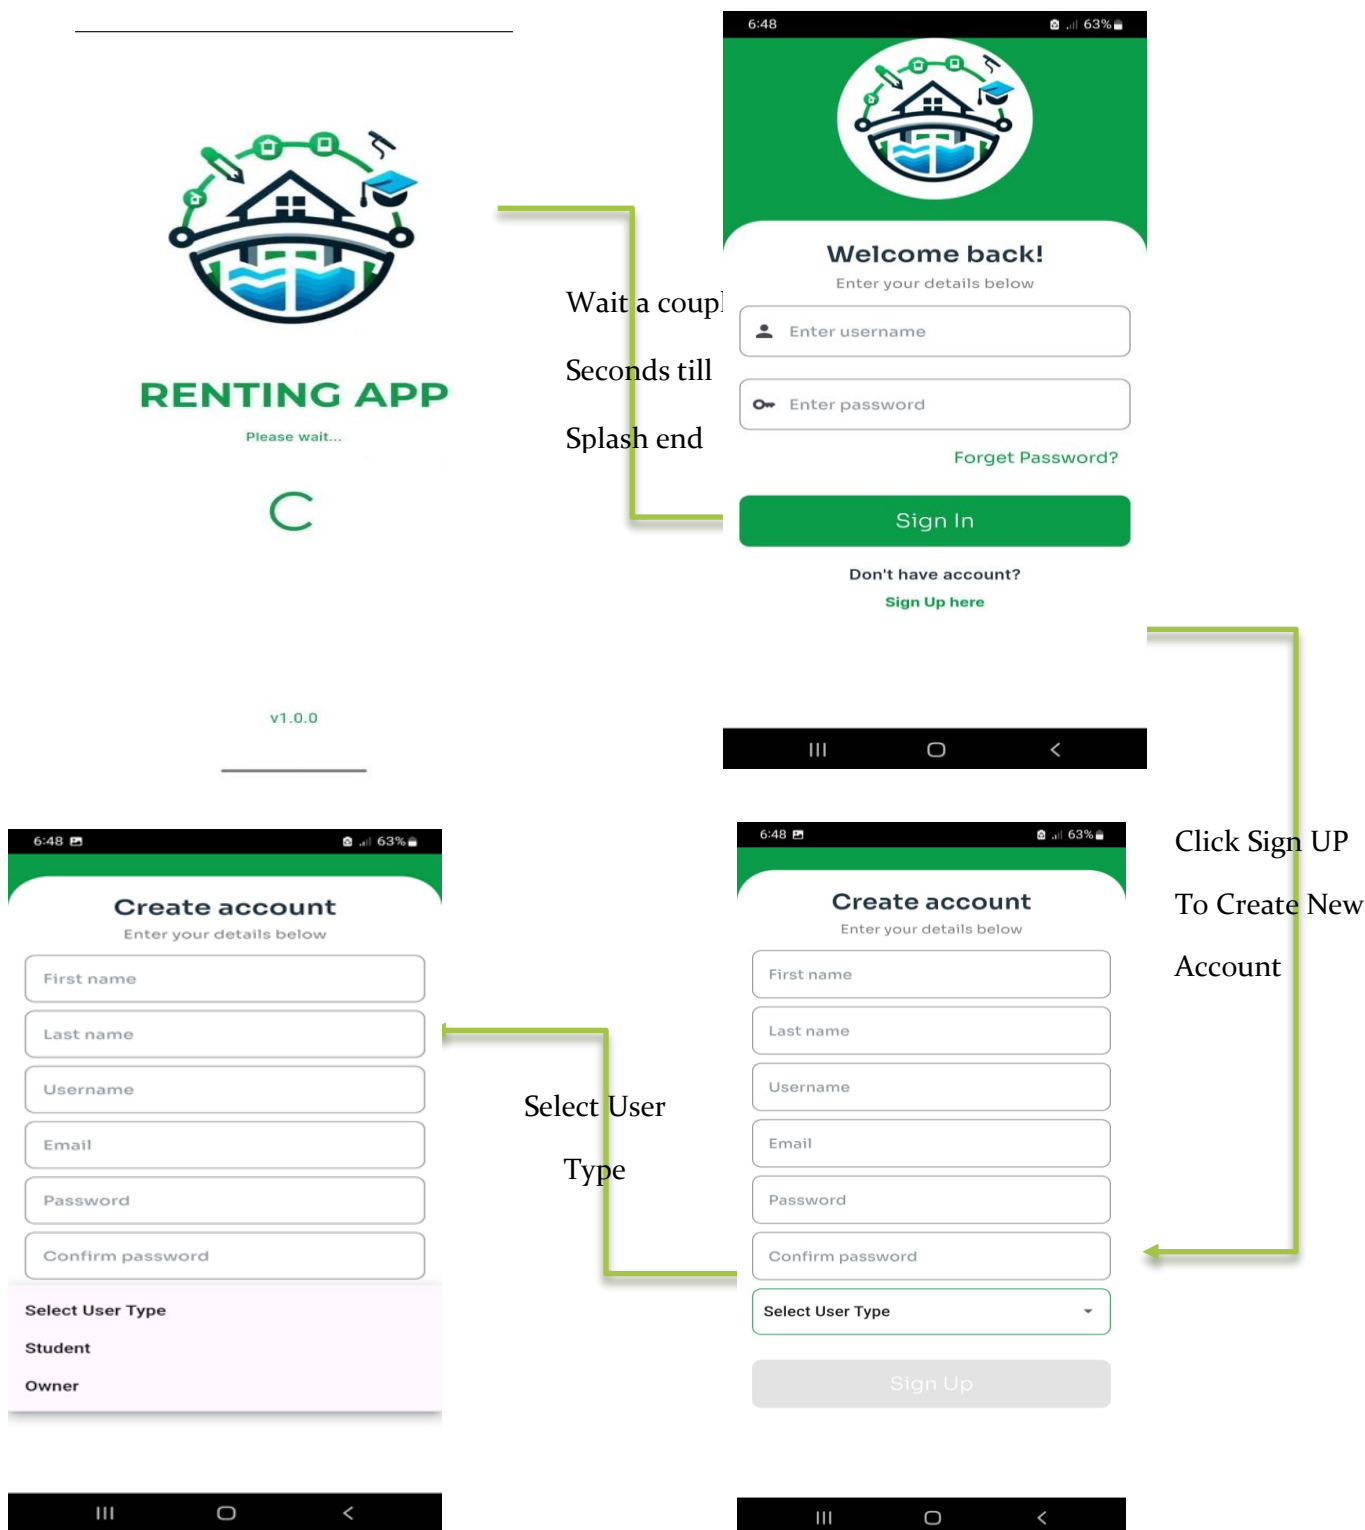 RENTING APP
Please wait...
v1.0.0
Wait a coupl
Seconds till
Splash end
6:48
63%
Welcome back!
Enter your details below
Enter username
Enter password
Forget Password?
Sign In
Don't have account?
Sign Up here
Click Sign UP
To Create New
Account
6:48
63%
Create account
Enter your details below
First name
Last name
Username
Email
Password
Confirm password
Select User Type
Sign Up
Select User
Type
6:48
63%
Create account
Enter your details below
First name
Last name
Username
Email
Password
Confirm password
Select User Type
Student
Owner